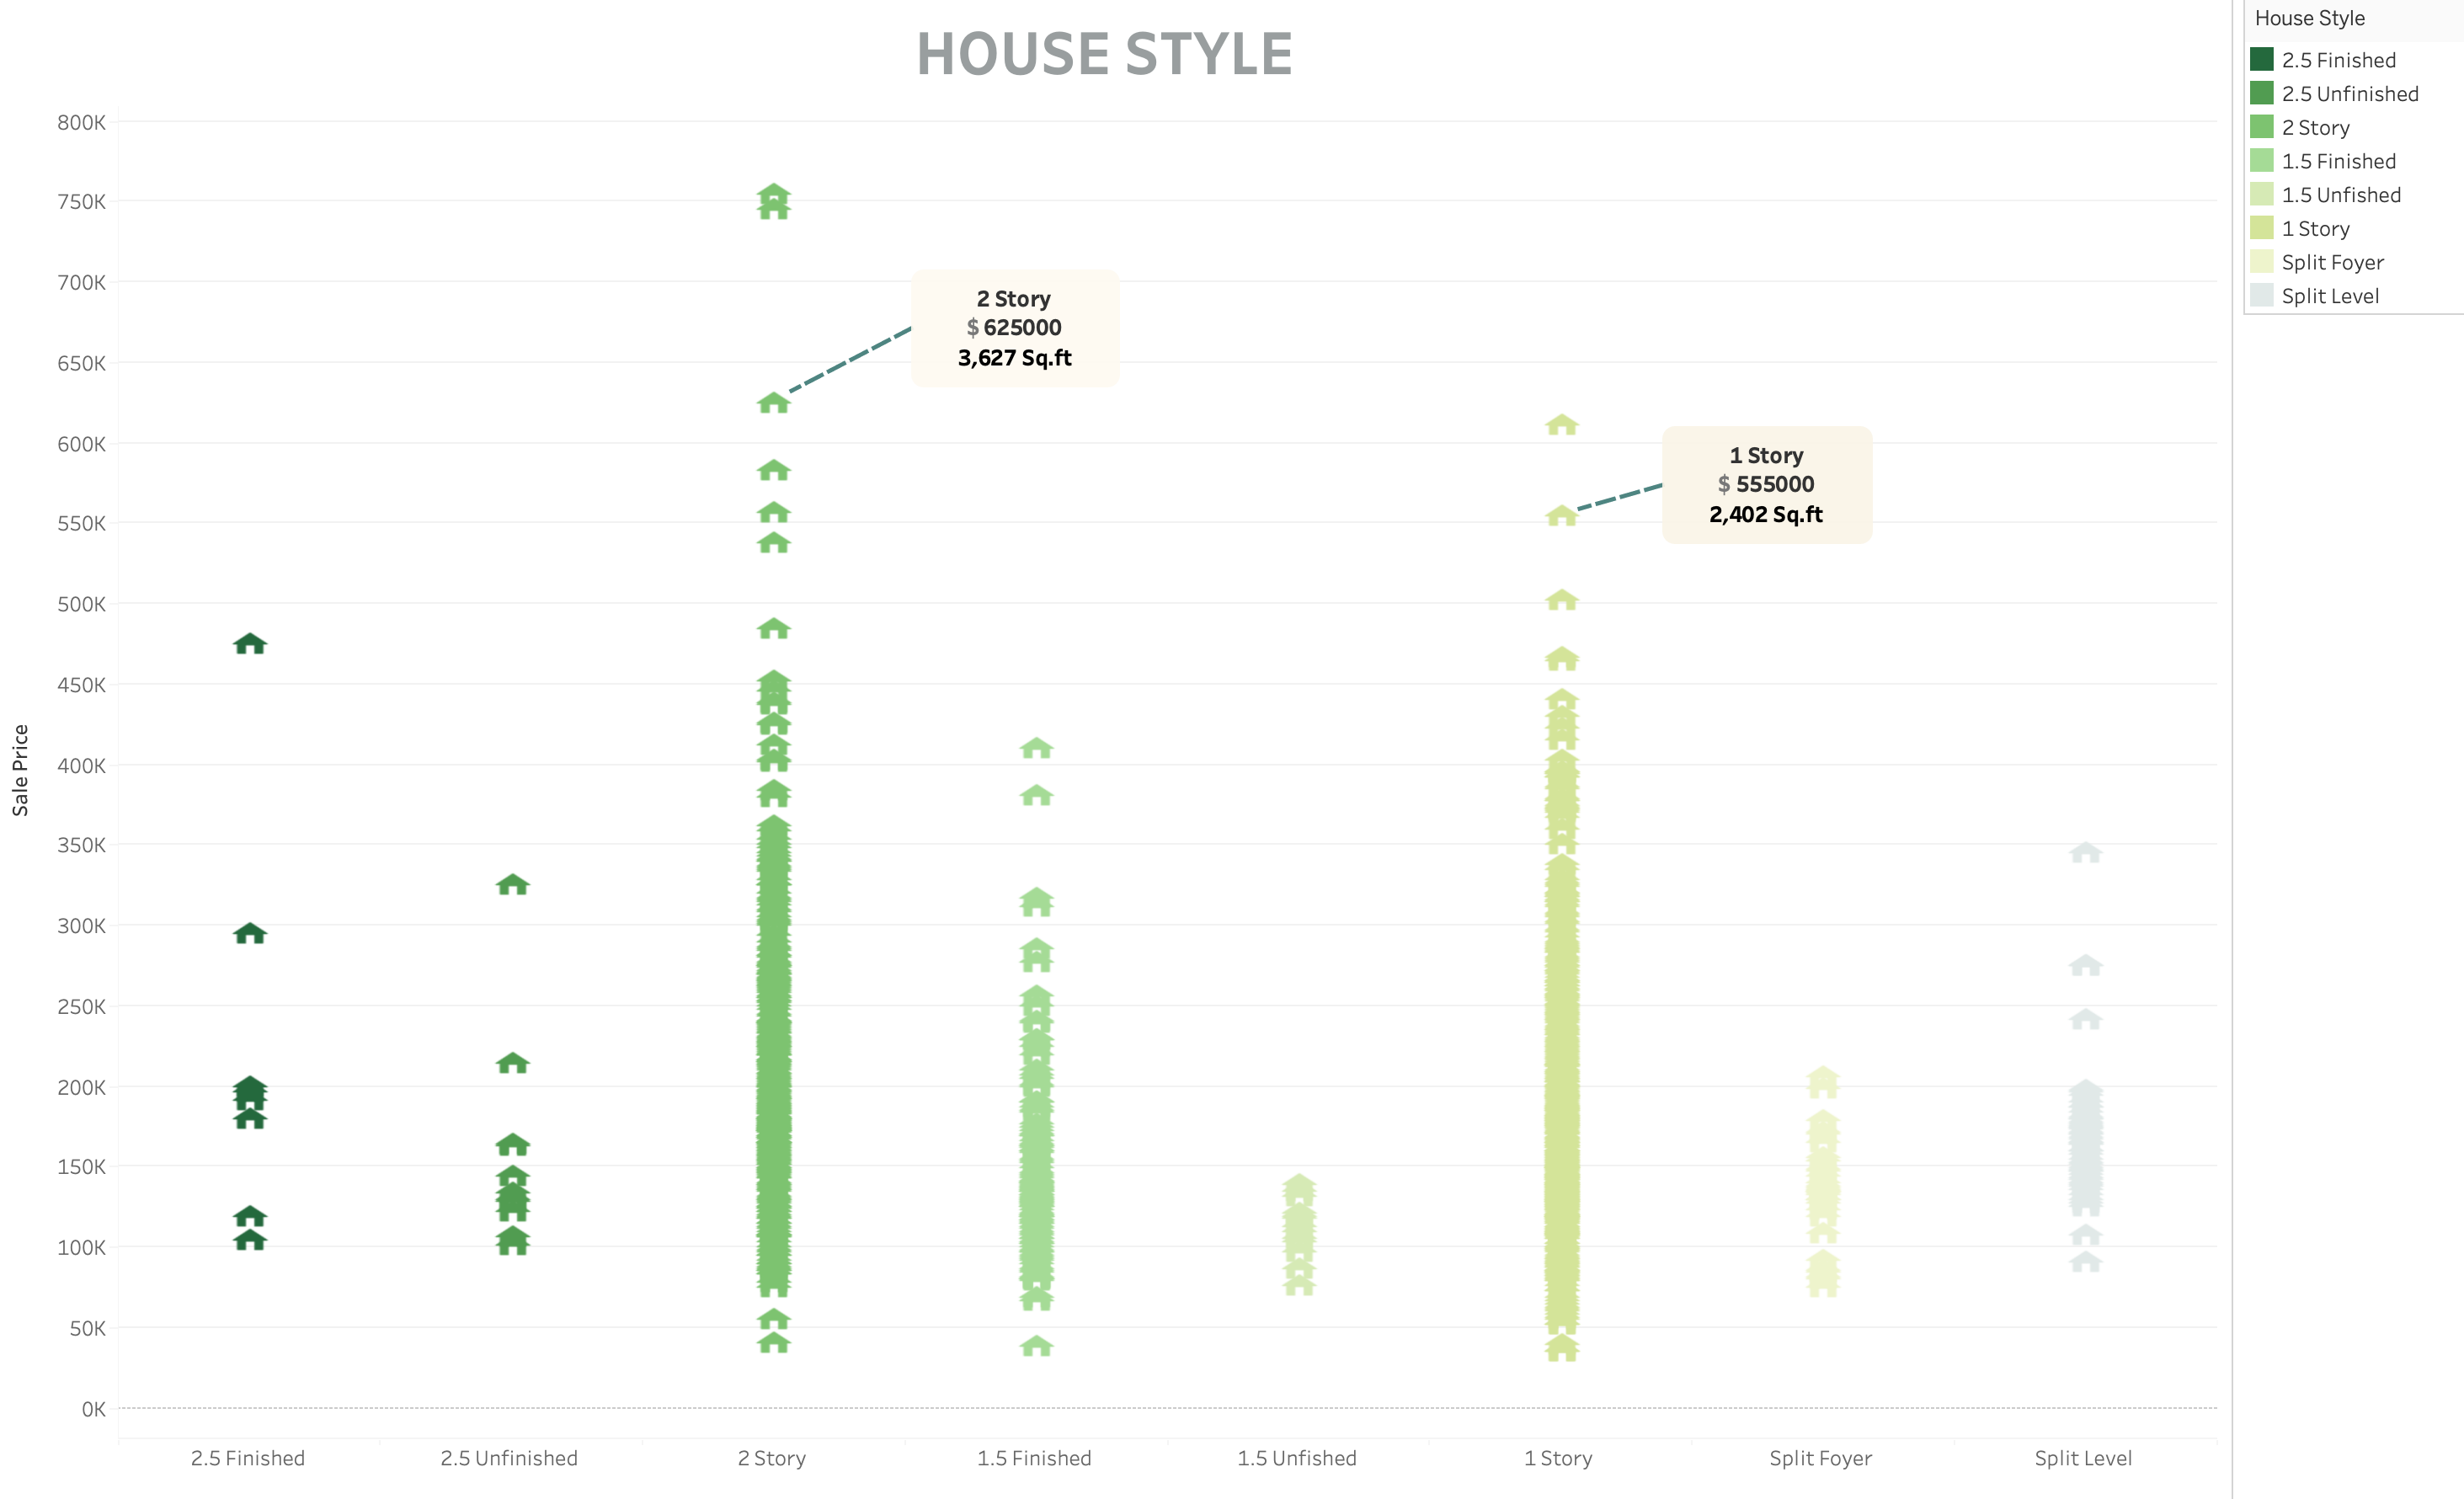 HOUSE STYLE
House Style
2.5 Finished
2.5 Unfinished
2 Story
1.5 Finished
1.5 Unfished
1 Story
Split Foyer
Split Level
Sale Price
800K
750K
700K
650K
600K
550K
500K
450K
400K
350K
300K
250K
200K
150K
100K
50K
0K
2 Story
$ 625000
3,627 Sq.ft
1 Story
$ 555000
2,402 Sq.ft
2.5 Finished 2.5 Unfinished 2 Story 1.5 Finished 1.5 Unfished 1 Story Split Foyer Split Level